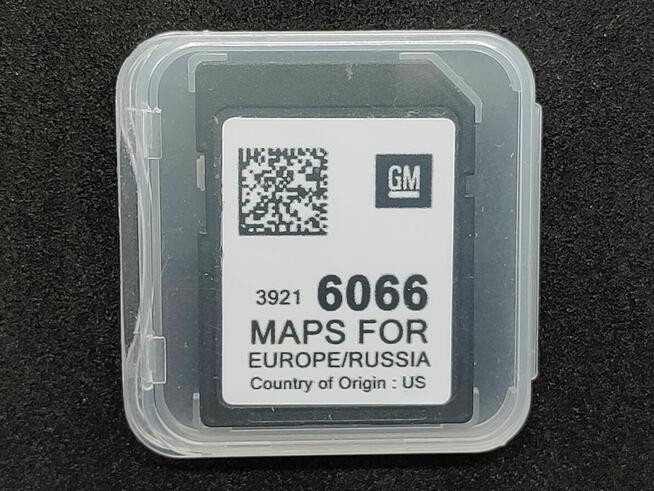 GM
3921 6066
MAPS FOR
EUROPE/RUSSIA
Country of Origin : US